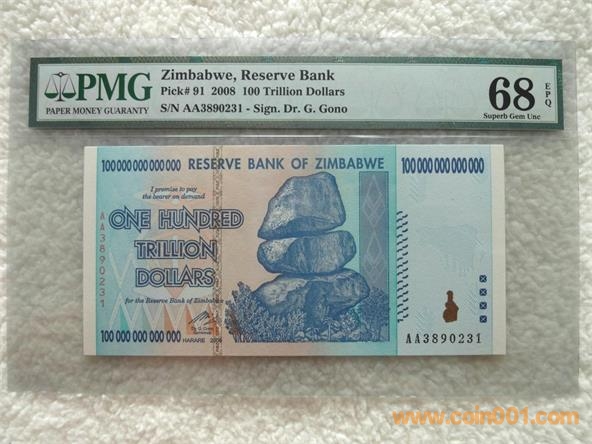 PMG
PAPER MONEY GUARANTY
Zimbabwe, Reserve Bank
Pick# 91 2008 100 Trillion Dollars
S/N AA3890231 - Sign. Dr. G. Gono
68
EPQ
Superb Gem Unc
100 000 000 000 000
RESERVE BANK OF ZIMBABWE
100 000 000 000 000
I promise to pay
the bearer on demand
ONE HUNDRED
TRILLION
DOLLARS
for the Reserve Bank of Zimbabwe
AA3890231
Dr. G. Gono
Governor
100 000 000 000 000
HARARE 2008
AA3890231
www.coin001.com